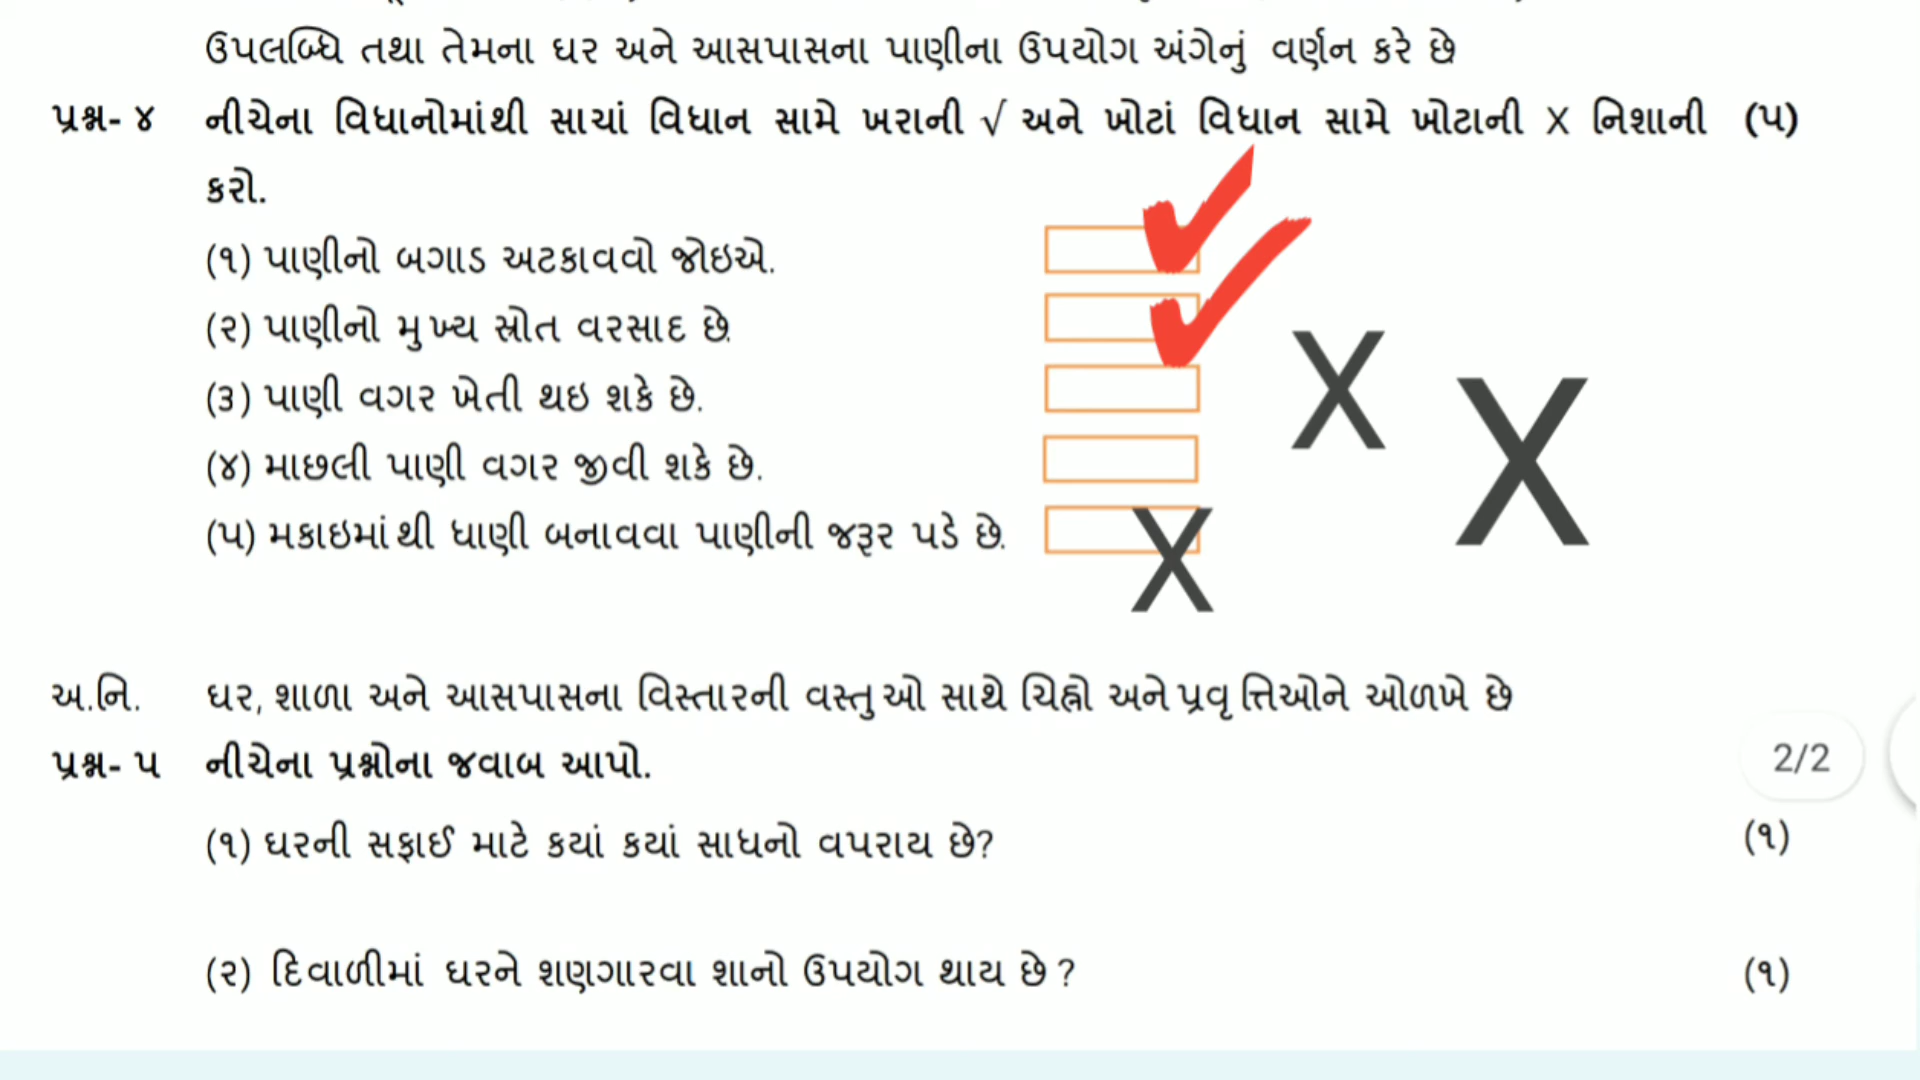 ઉપલબ્ધિ તથા તેમના ઘર અને આસપાસના પાણીના ઉપયોગ અંગેનું વર્ણન કરે છે
પ્રશ્ન- ૪ નીચેના વિધાનોમાંથી સાચાં વિધાન સામે ખરાની √ અને ખોટાં વિધાન સામે ખોટાની X નિશાની (૫)
કરો.
(૧) પાણીનો બગાડ અટકાવવો જોઇએ. ✓
(૨) પાણીનો મુખ્ય સ્રોત વરસાદ છે. ✓
(૩) પાણી વગર ખેતી થઇ શકે છે. X
(૪) માછલી પાણી વગર જીવી શકે છે. X
(૫) મકાઇમાંથી ધાણી બનાવવા પાણીની જરૂર પડે છે. X
અ.નિ. ઘર, શાળા અને આસપાસના વિસ્તારની વસ્તુઓ સાથે ચિહ્નો અને પ્રવૃત્તિઓને ઓળખે છે
પ્રશ્ન- ૫ નીચેના પ્રશ્નોના જવાબ આપો.
2/2
(૧) ઘરની સફાઈ માટે કયાં કયાં સાધનો વપરાય છે? (૧)
(૨) દિવાળીમાં ઘરને શણગારવા શાનો ઉપયોગ થાય છે ? (૧)